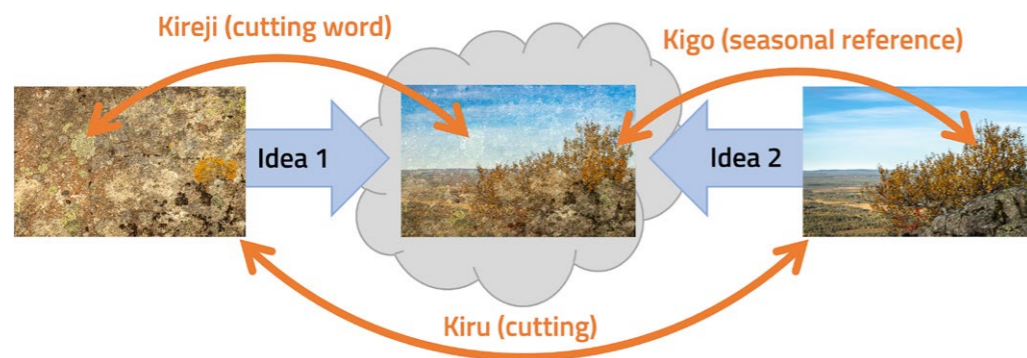 Kireji (cutting word)
Kigo (seasonal reference)
Idea 1
Idea 2
Kiru (cutting)